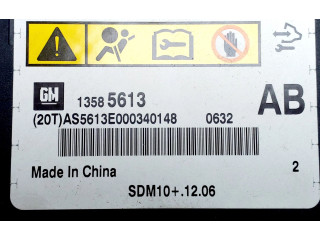 GM
1358 5613
AB
(20T)AS5613E000340148 0632
Made In China
2
SDM10+.12.06